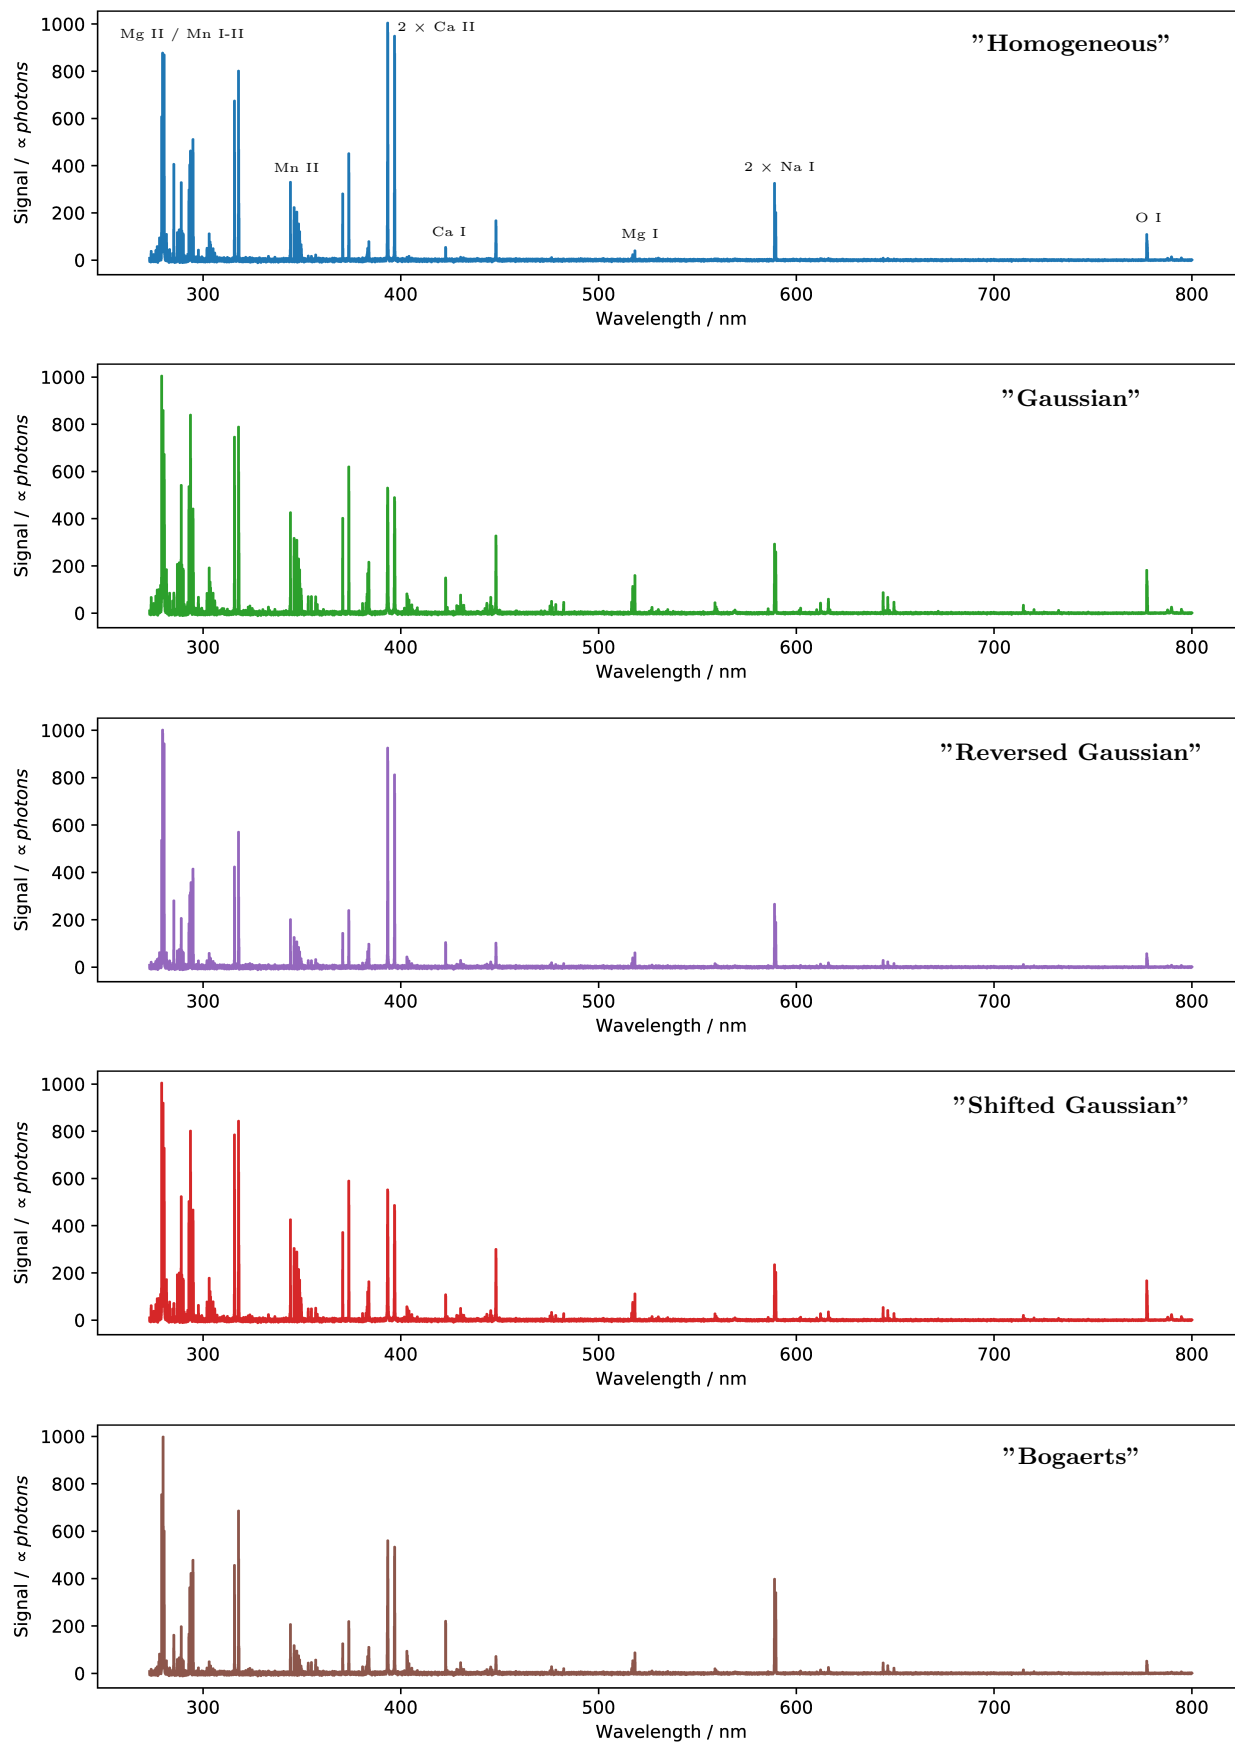 1000
800
600
400
200
0
Signal / ∝ photons
Mg II / Mn I-II
2 × Ca II
"Homogeneous"
Mn II
Ca I
Mg I
2 × Na I
O I
300 400 500 600 700 800
Wavelength / nm
1000
800
600
400
200
0
Signal / ∝ photons
"Gaussian"
300 400 500 600 700 800
Wavelength / nm
1000
800
600
400
200
0
Signal / ∝ photons
"Reversed Gaussian"
300 400 500 600 700 800
Wavelength / nm
1000
800
600
400
200
0
Signal / ∝ photons
"Shifted Gaussian"
300 400 500 600 700 800
Wavelength / nm
1000
800
600
400
200
0
Signal / ∝ photons
"Bogaerts"
300 400 500 600 700 800
Wavelength / nm